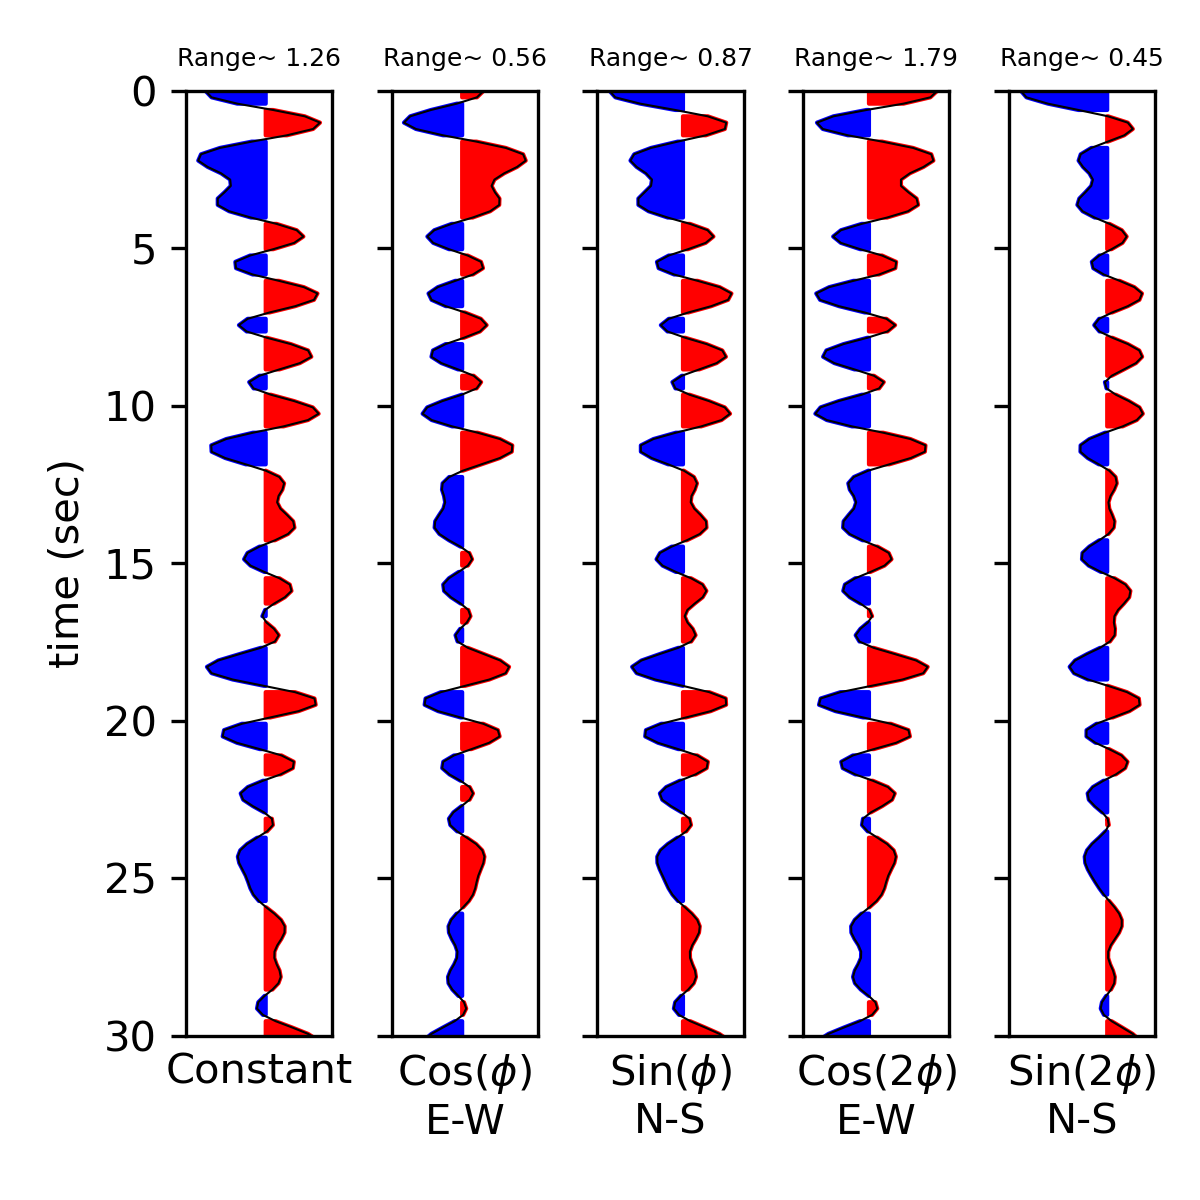 Range~ 1.26
Range~ 0.56
Range~ 0.87
Range~ 1.79
Range~ 0.45
0
5
10
15
20
25
30
time (sec)
Constant
Cos(ϕ)
E-W
Sin(ϕ)
N-S
Cos(2ϕ)
E-W
Sin(2ϕ)
N-S